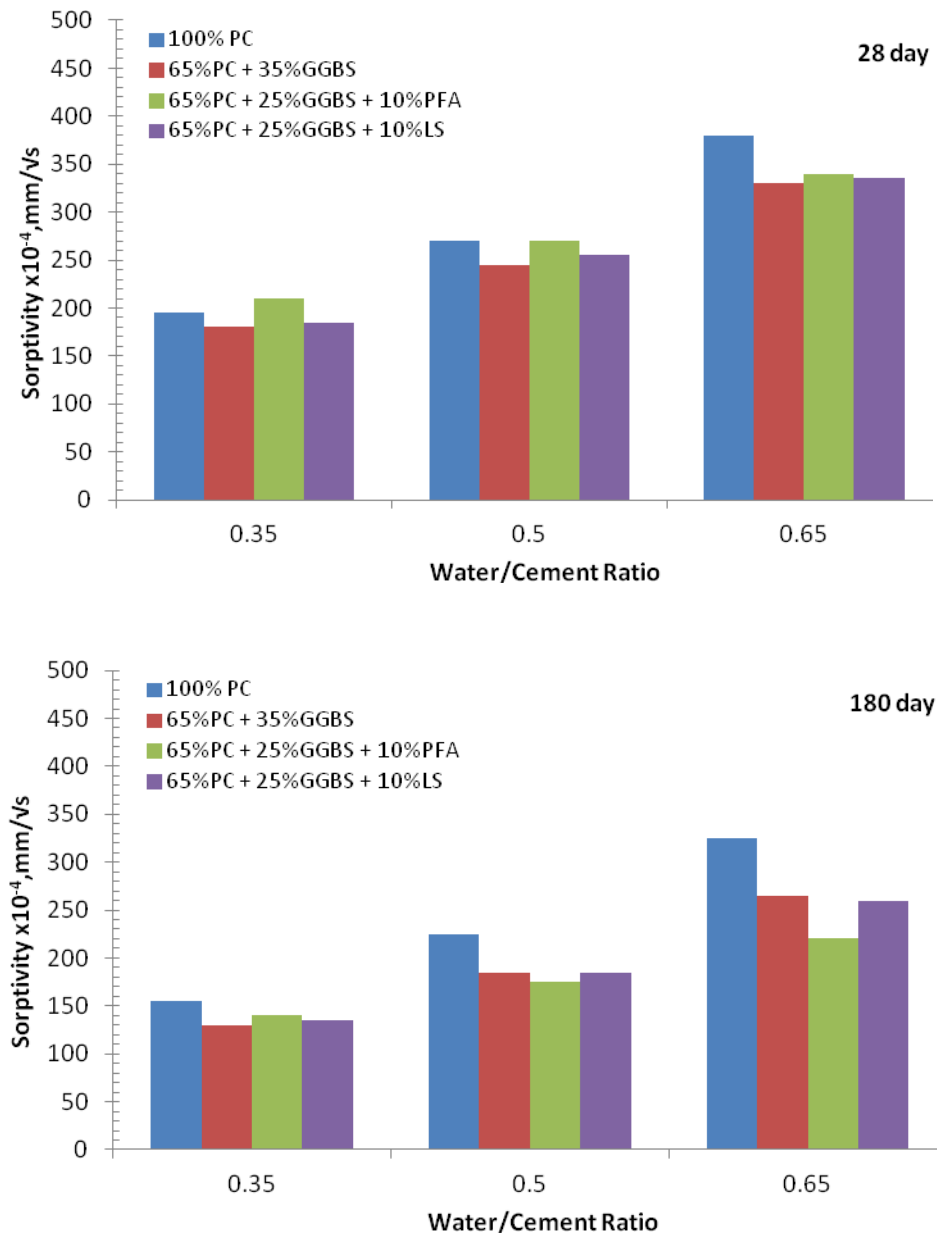 500
450
400
350
300
250
200
150
100
50
0
Sorptivity x10⁻⁴,mm/√s
100% PC
65%PC + 35%GGBS
65%PC + 25%GGBS + 10%PFA
65%PC + 25%GGBS + 10%LS
28 day
0.35 0.5 0.65
Water/Cement Ratio
500
450
400
350
300
250
200
150
100
50
0
Sorptivity x10⁻⁴,mm/√s
100% PC
65%PC + 35%GGBS
65%PC + 25%GGBS + 10%PFA
65%PC + 25%GGBS + 10%LS
180 day
0.35 0.5 0.65
Water/Cement Ratio